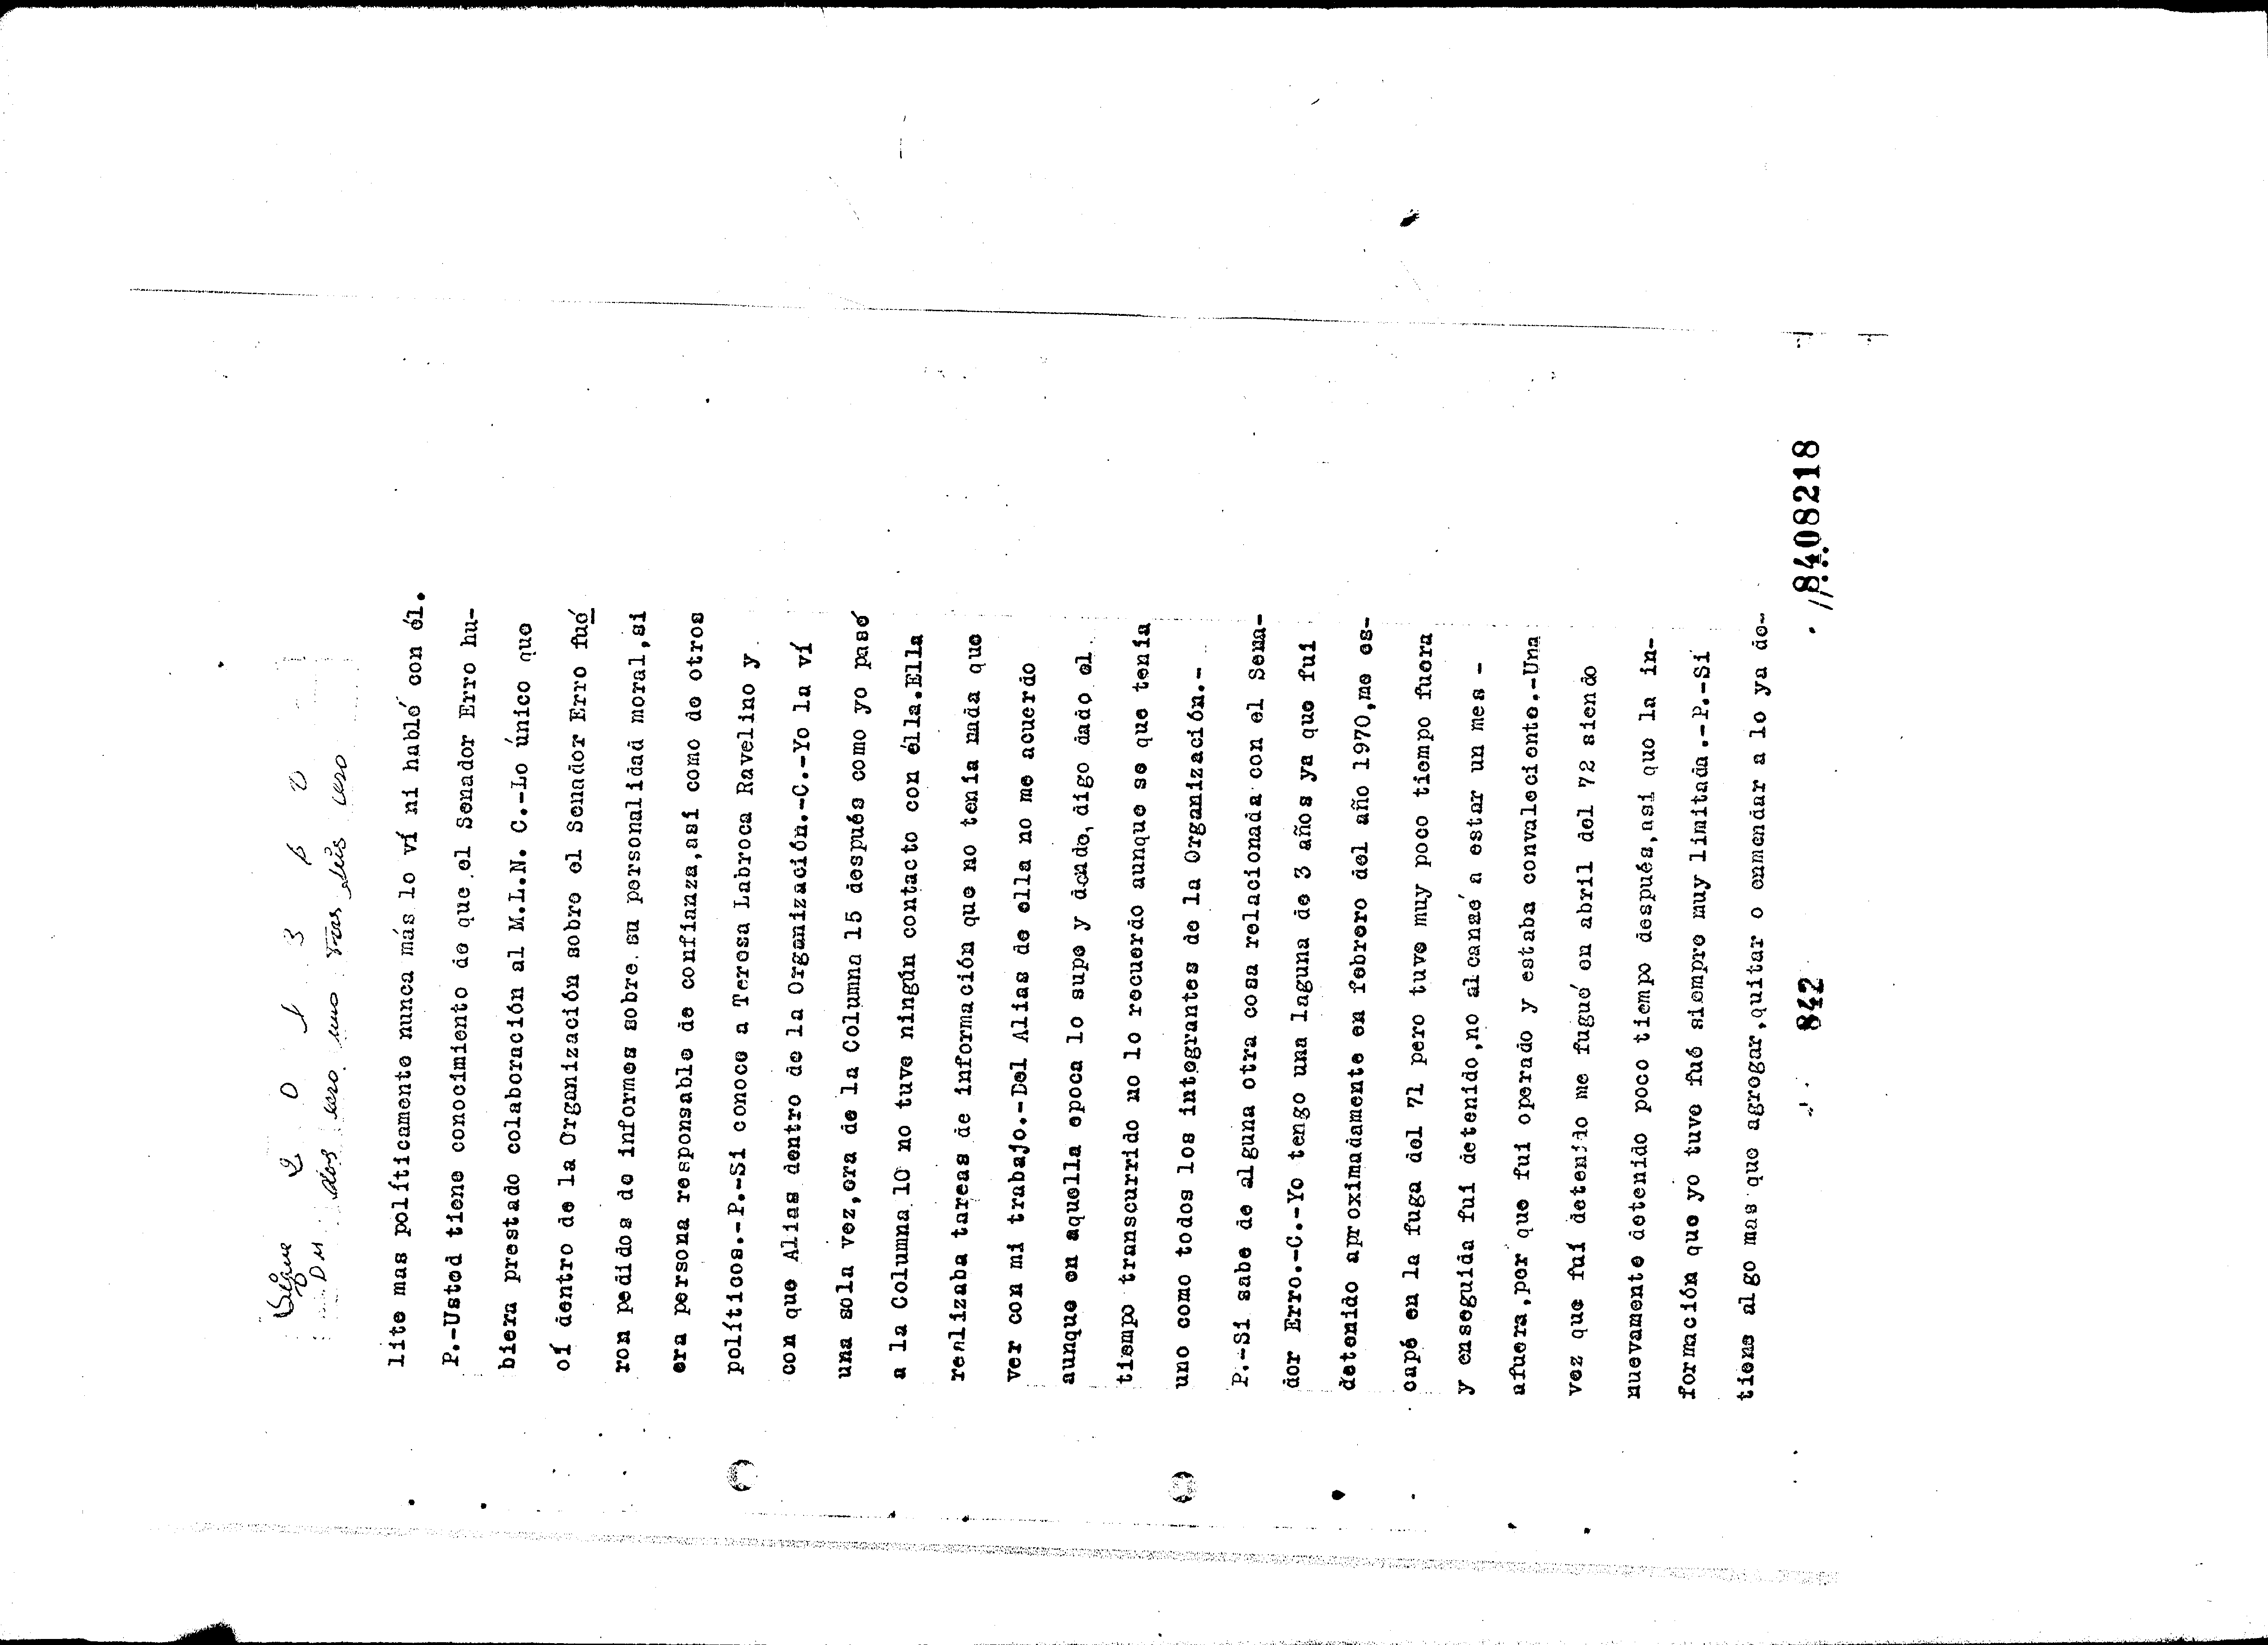 Sigue 2 0 1 3 6 0
DM dos cero uno tres seis cero
lite mas políticamente nunca más lo ví ni habló con él.
P.-Usted tiene conocimiento de que el Senador Erro hu-
biera prestado colaboración al M.L.N. C.-Lo único que
oí dentro de la Organización sobre el Senador Erro fué
ron pedidos de informes sobre su personalidad moral,si
era persona responsable de confianza,así como de otros
políticos.-P.-Si conoce a Teresa Labroca Ravelino y
con que Alias dentro de la Organización.-C.-Yo la ví
una sola vez,era de la Columna 15 después como yo pasé
a la Columna 10 no tuve ningún contacto con élla.Ella
realizaba tareas de información que no tenía nada que
ver con mi trabajo.-Del Alias de ella no me acuerdo
aunque en aquella epoca lo supe y donde, digo dado el
tiempo transcurrido no lo recuerdo aunque se que tenía
uno como todos los integrantes de la Organización.-
P.-Si sabe de alguna otra cosa relacionada con el Sena-
dor Erro.-C.-Yo tengo una laguna de 3 años ya que fui
detenido aproximadamente en febrero del año 1970,me es-
capé en la fuga del 71 pero tuve muy poco tiempo fuera
y enseguida fui detenido,no alcanzé a estar un mes -
afuera,por que fui operado y estaba convaleciente.-Una
vez que fuí detenido me fugué en abril del 72 siendo
nuevamente detenido poco tiempo después,asi que la in-
formación que yo tuve fué siempre muy limitada.-P.-Si
tiene algo mas que agregar,quitar o enmendar a lo ya de-
842 //8408218